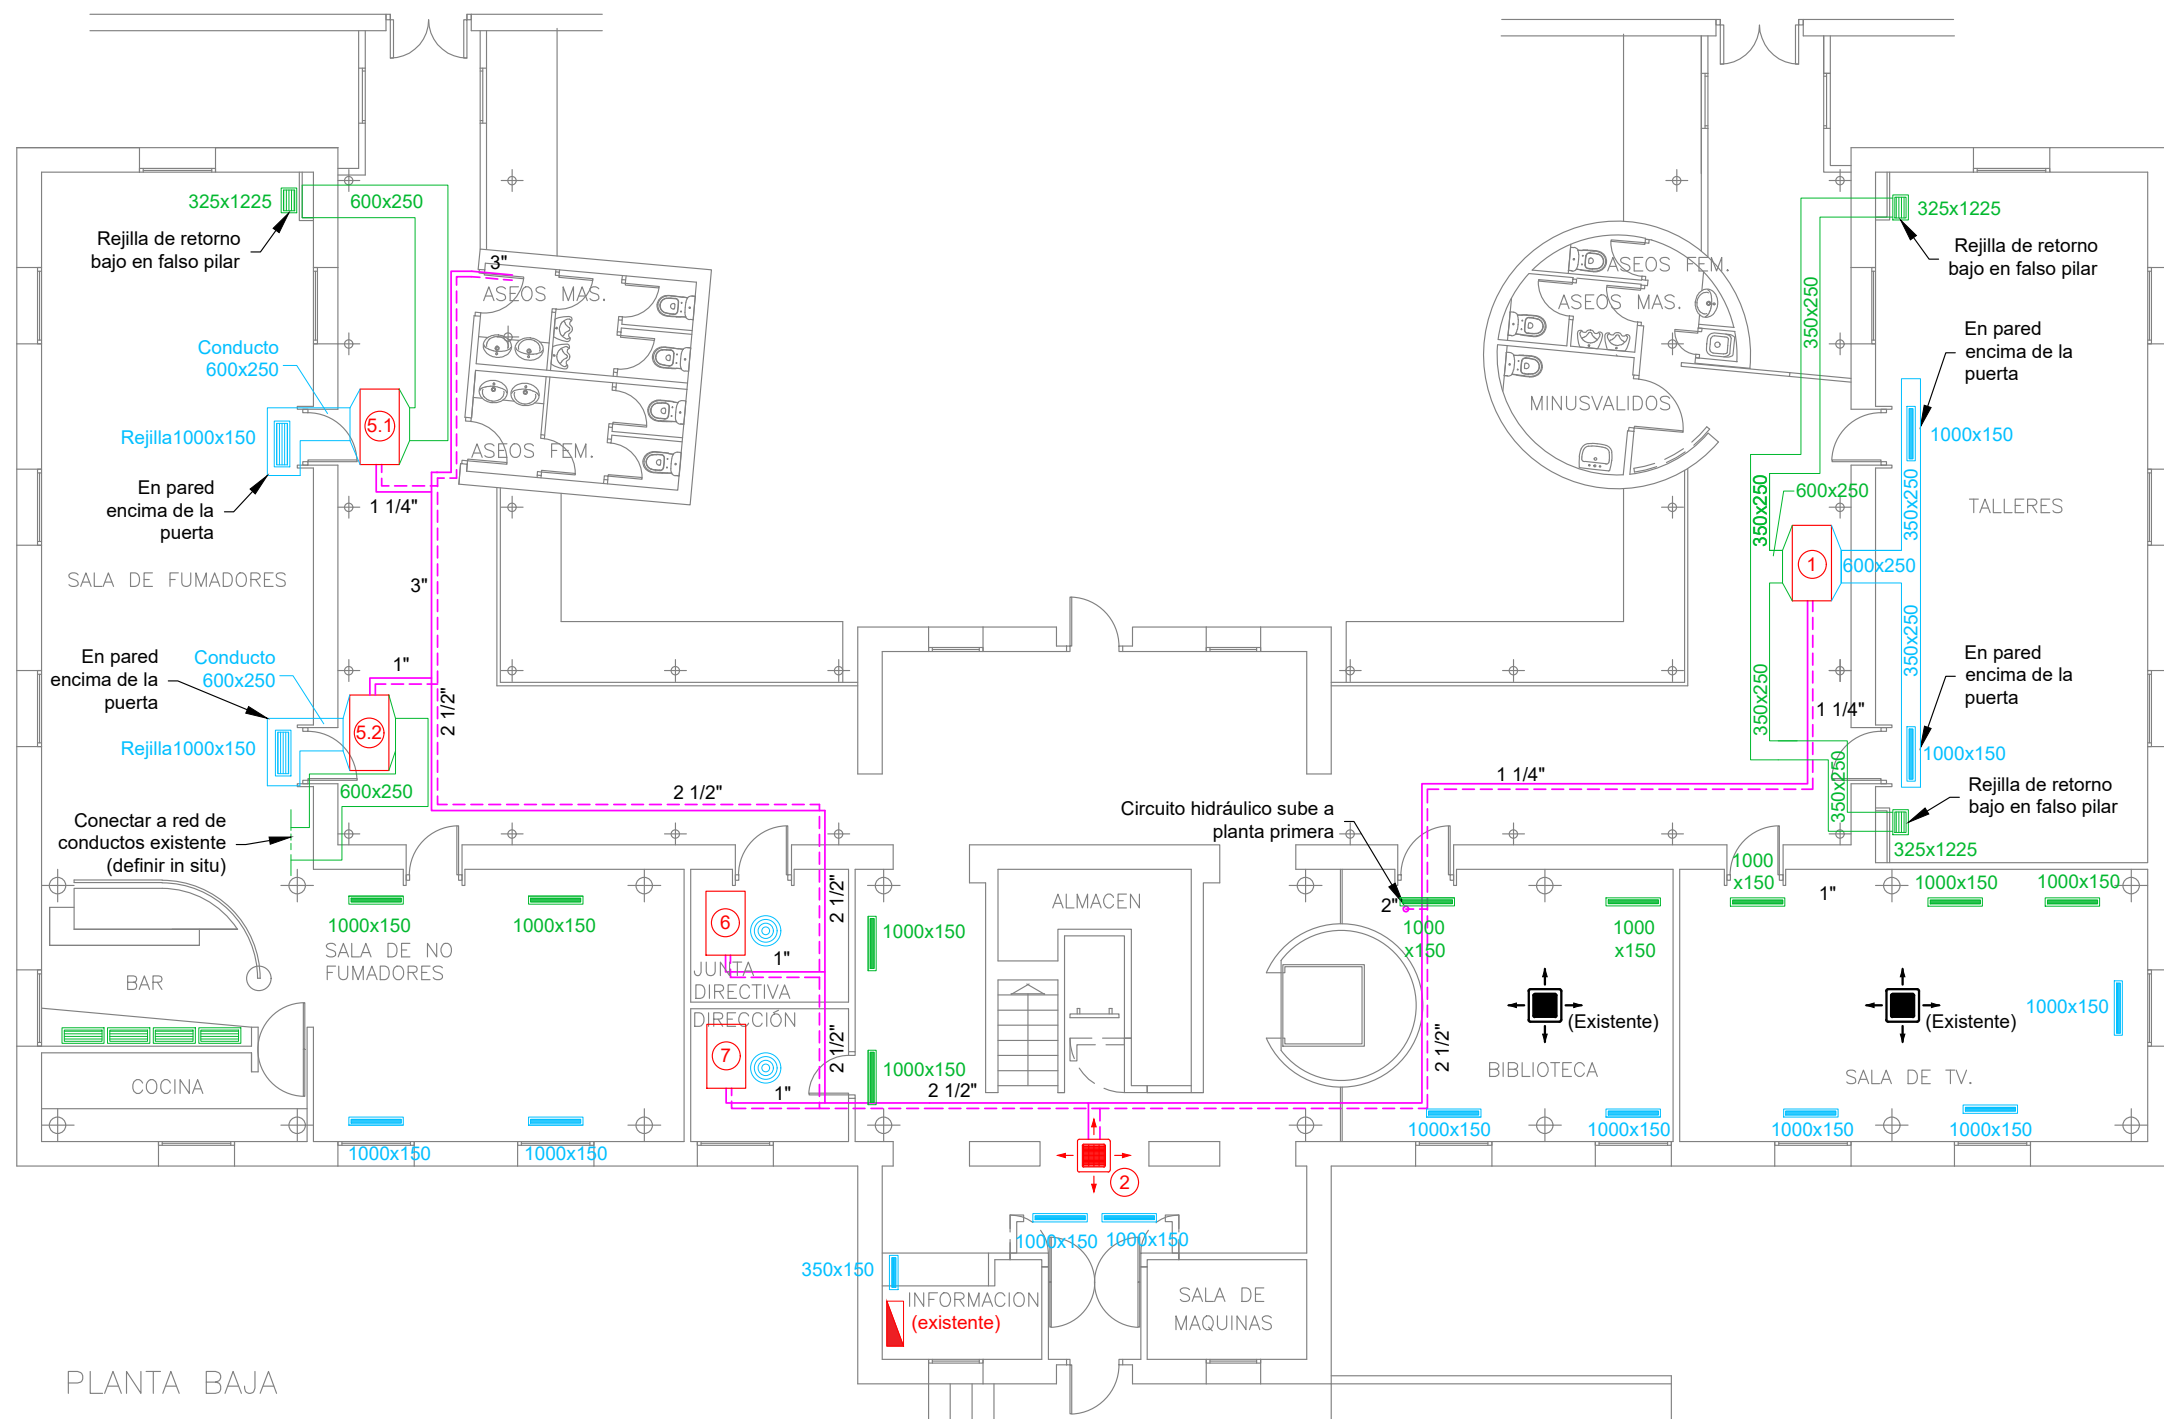 325x1225
600x250
Rejilla de retorno
bajo en falso pilar
3"
ASEOS MAS.
ASEOS FEM.
ASEOS MAS.
MINUSVALIDOS
350x250
325x1225
Rejilla de retorno
bajo en falso pilar
En pared
encima de la
puerta
Conducto
600x250
5.1
Rejilla1000x150
ASEOS FEM.
1000x150
En pared
encima de la
puerta
1 1/4"
350x250
600x250
350x250
TALLERES
SALA DE FUMADORES
3"
1
600x250
En pared
encima de la
puerta
Conducto
600x250
1"
2 1/2"
5.2
Rejilla1000x150
350x250
350x250
En pared
encima de la
puerta
1 1/4"
1000x150
600x250
2 1/2"
1 1/4"
350x250
Rejilla de retorno
bajo en falso pilar
Conectar a red de
conductos existente
(definir in situ)
Circuito hidráulico sube a
planta primera
325x1225
1000x150
1000x150
SALA DE NO
FUMADORES
BAR
COCINA
6
1"
2 1/2"
JUNTA
DIRECTIVA
DIRECCIÓN
7
1"
2 1/2"
1000x150
1000x150
2 1/2"
ALMACEN
2"
1000
x150
1000
x150
1000
x150
1"
1000x150
1000x150
(Existente)
(Existente)
1000x150
2 1/2"
BIBLIOTECA
SALA DE TV.
1000x150
1000x150
1000x150
1000x150
1000x150
1000x150
2
1000x150
1000x150
350x150
INFORMACION
(existente)
SALA DE
MAQUINAS
PLANTA BAJA